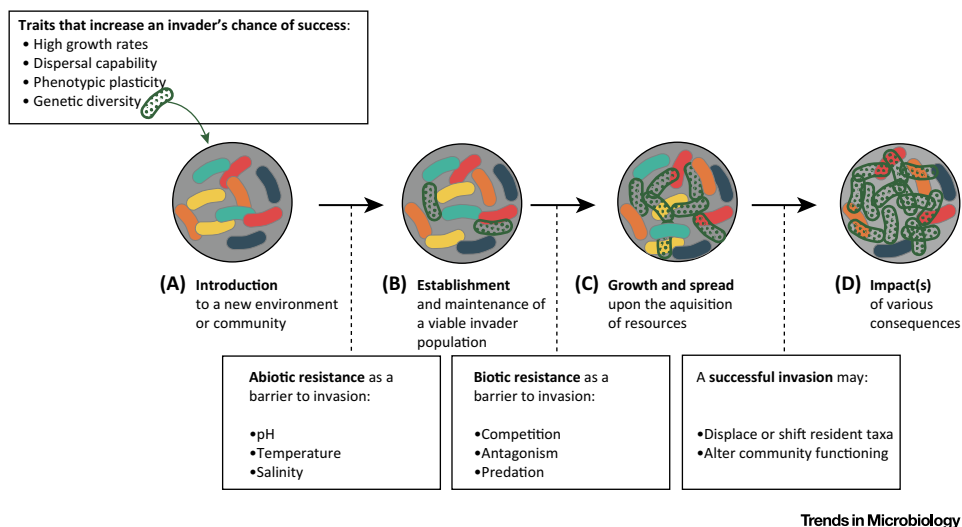 Traits that increase an invader's chance of success:
• High growth rates
• Dispersal capability
• Phenotypic plasticity
• Genetic diversity
(A) Introduction
to a new environment
or community
(B) Establishment
and maintenance of
a viable invader
population
(C) Growth and spread
upon the aquisition
of resources
(D) Impact(s)
of various
consequences
Abiotic resistance as a
barrier to invasion:
•pH
•Temperature
•Salinity
Biotic resistance as a
barrier to invasion:
•Competition
•Antagonism
•Predation
A successful invasion may:
•Displace or shift resident taxa
•Alter community functioning
Trends in Microbiology